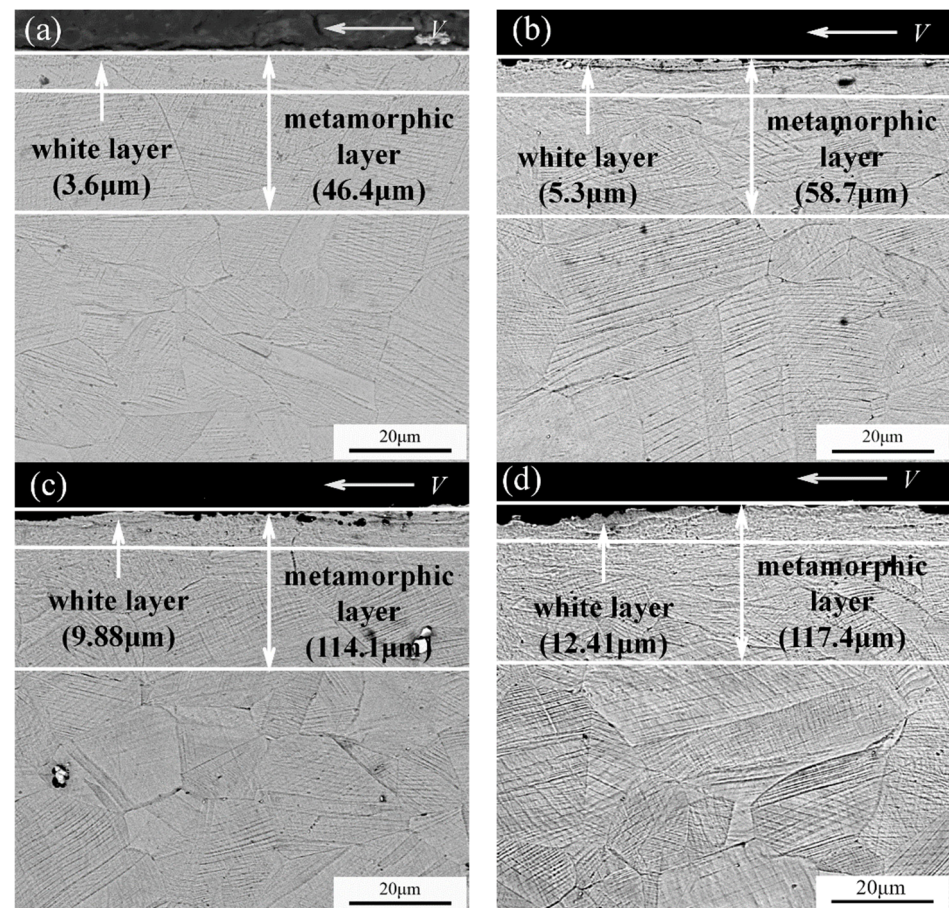 (a)
V
white layer
(3.6μm)
metamorphic
layer
(46.4μm)
20μm
(b)
V
white layer
(5.3μm)
metamorphic
layer
(58.7μm)
20μm
(c)
V
white layer
(9.88μm)
metamorphic
layer
(114.1μm)
20μm
(d)
V
white layer
(12.41μm)
metamorphic
layer
(117.4μm)
20μm